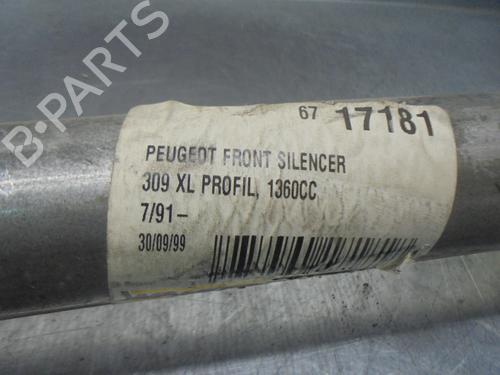 B-PARTS
67 17181
PEUGEOT FRONT SILENCER
309 XL PROFIL, 1360CC
7/91-
30/09/99